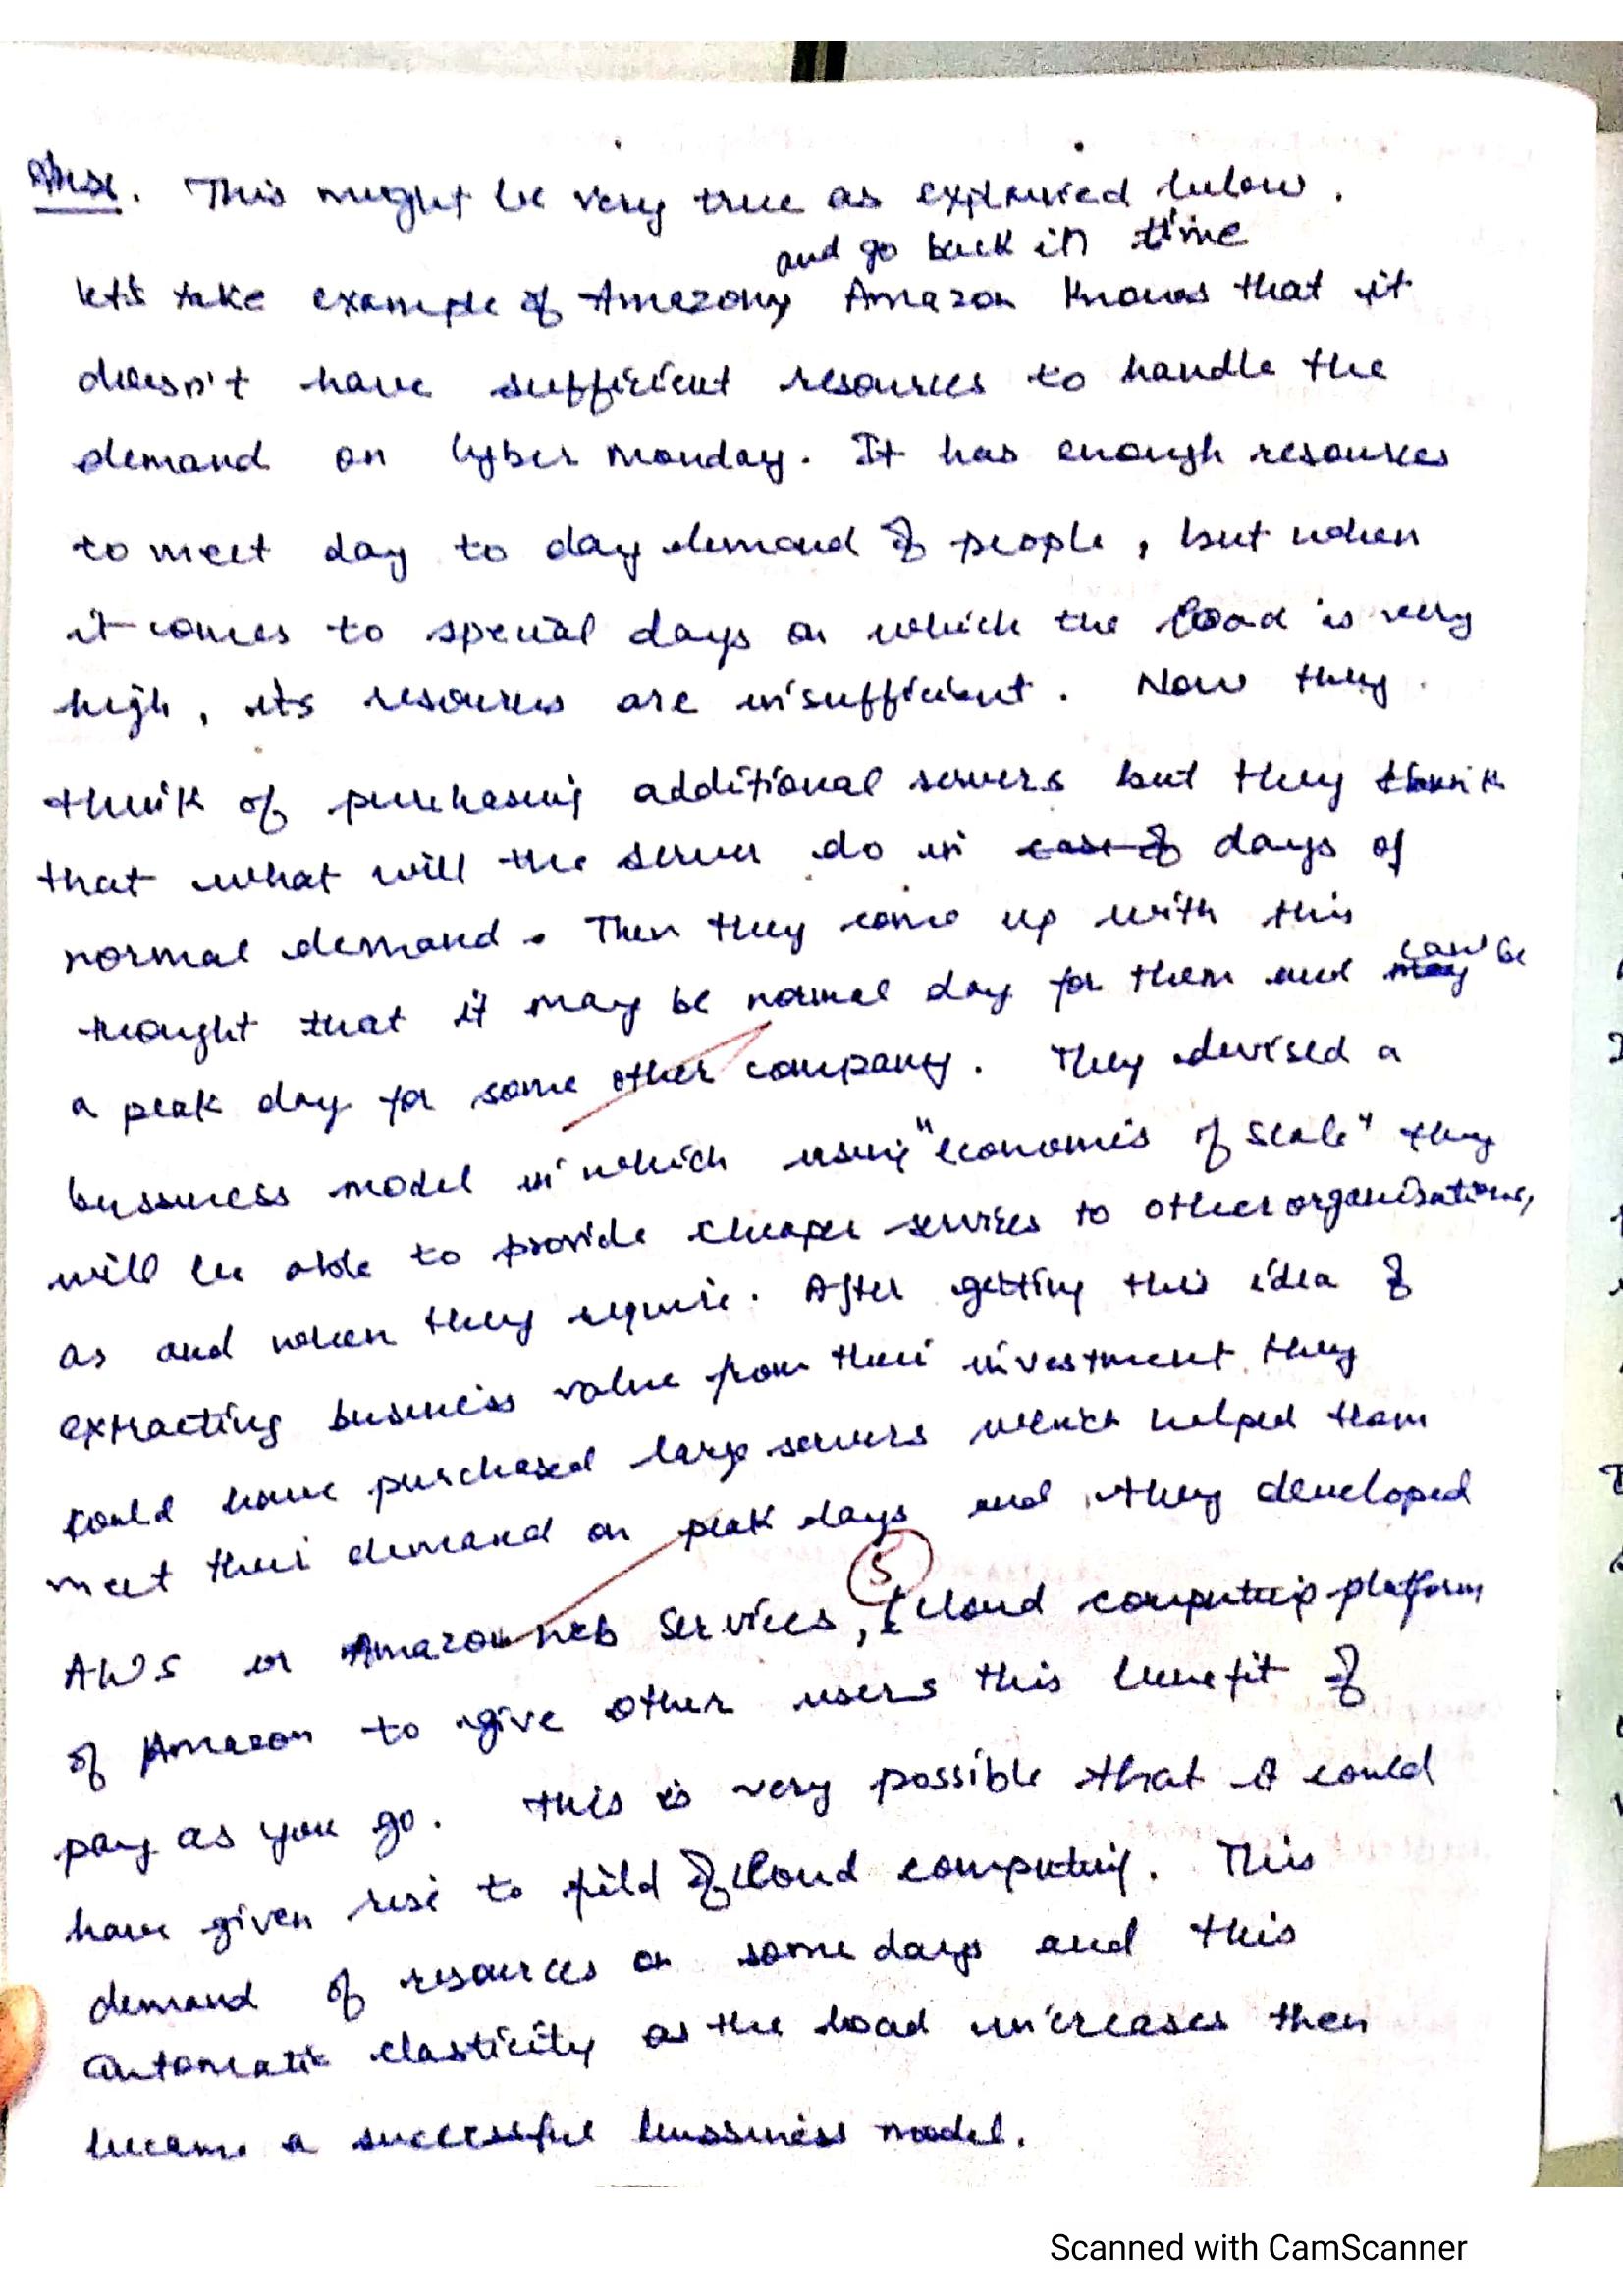 Ans. This might be very true as explained below.
and go back in time
let's take example of Amazon, Amazon knows that it
doesn't have sufficient resources to handle the
demand on Cyber Monday. It has enough resources
to meet day to day demand of people, but when
it comes to special days on which the load is very
high, its resources are insufficient. Now they
think of purchasing additional servers but they think
that what will the server do in case of days of
normal demand. Then they come up with this
can be
thought that it may be normal day for them and may
a peak day for some other company. They devised a
bussiness model in which using "economies of scale" they
will be able to provide cheaper services to other organisations,
as and when they require. After getting this idea of
extracting business value from their investment they
could have purchased large servers which helped them
meet their demand on peak days and they developed
5
AWS or Amazon web Services, cloud computing platform
of Amazon to give other users this benefit of
pay as you go. This is very possible that it could
have given rise to field of cloud computing. This
demand of resources on some days and this
automatic elasticity as the load increases then
became a successful bussiness model.
Scanned with CamScanner